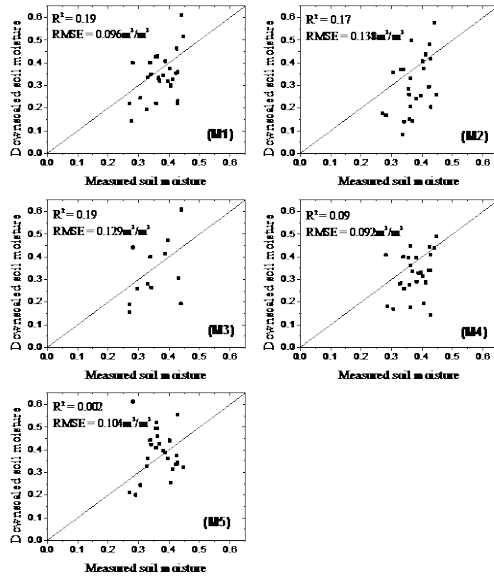 R² = 0.19
RMSE = 0.096m³/m³
Downscaled soil moisture
0.6
0.5
0.4
0.3
0.2
0.1
0.0
(M1)
0.0 0.1 0.2 0.3 0.4 0.5 0.6
Measured soil moisture
R² = 0.17
RMSE = 0.138m³/m³
Downscaled soil moisture
0.6
0.5
0.4
0.3
0.2
0.1
0.0
(M2)
0.0 0.1 0.2 0.3 0.4 0.5 0.6
Measured soil moisture
R² = 0.19
RMSE = 0.129m³/m³
Downscaled soil moisture
0.6
0.5
0.4
0.3
0.2
0.1
0.0
(M3)
0.0 0.1 0.2 0.3 0.4 0.5 0.6
Measured soil moisture
R² = 0.09
RMSE = 0.092m³/m³
Downscaled soil moisture
0.6
0.5
0.4
0.3
0.2
0.1
0.0
(M4)
0.0 0.1 0.2 0.3 0.4 0.5 0.6
Measured soil moisture
R² = 0.002
RMSE = 0.104m³/m³
Downscaled soil moisture
0.6
0.5
0.4
0.3
0.2
0.1
0.0
(M5)
0.0 0.1 0.2 0.3 0.4 0.5 0.6
Measured soil moisture